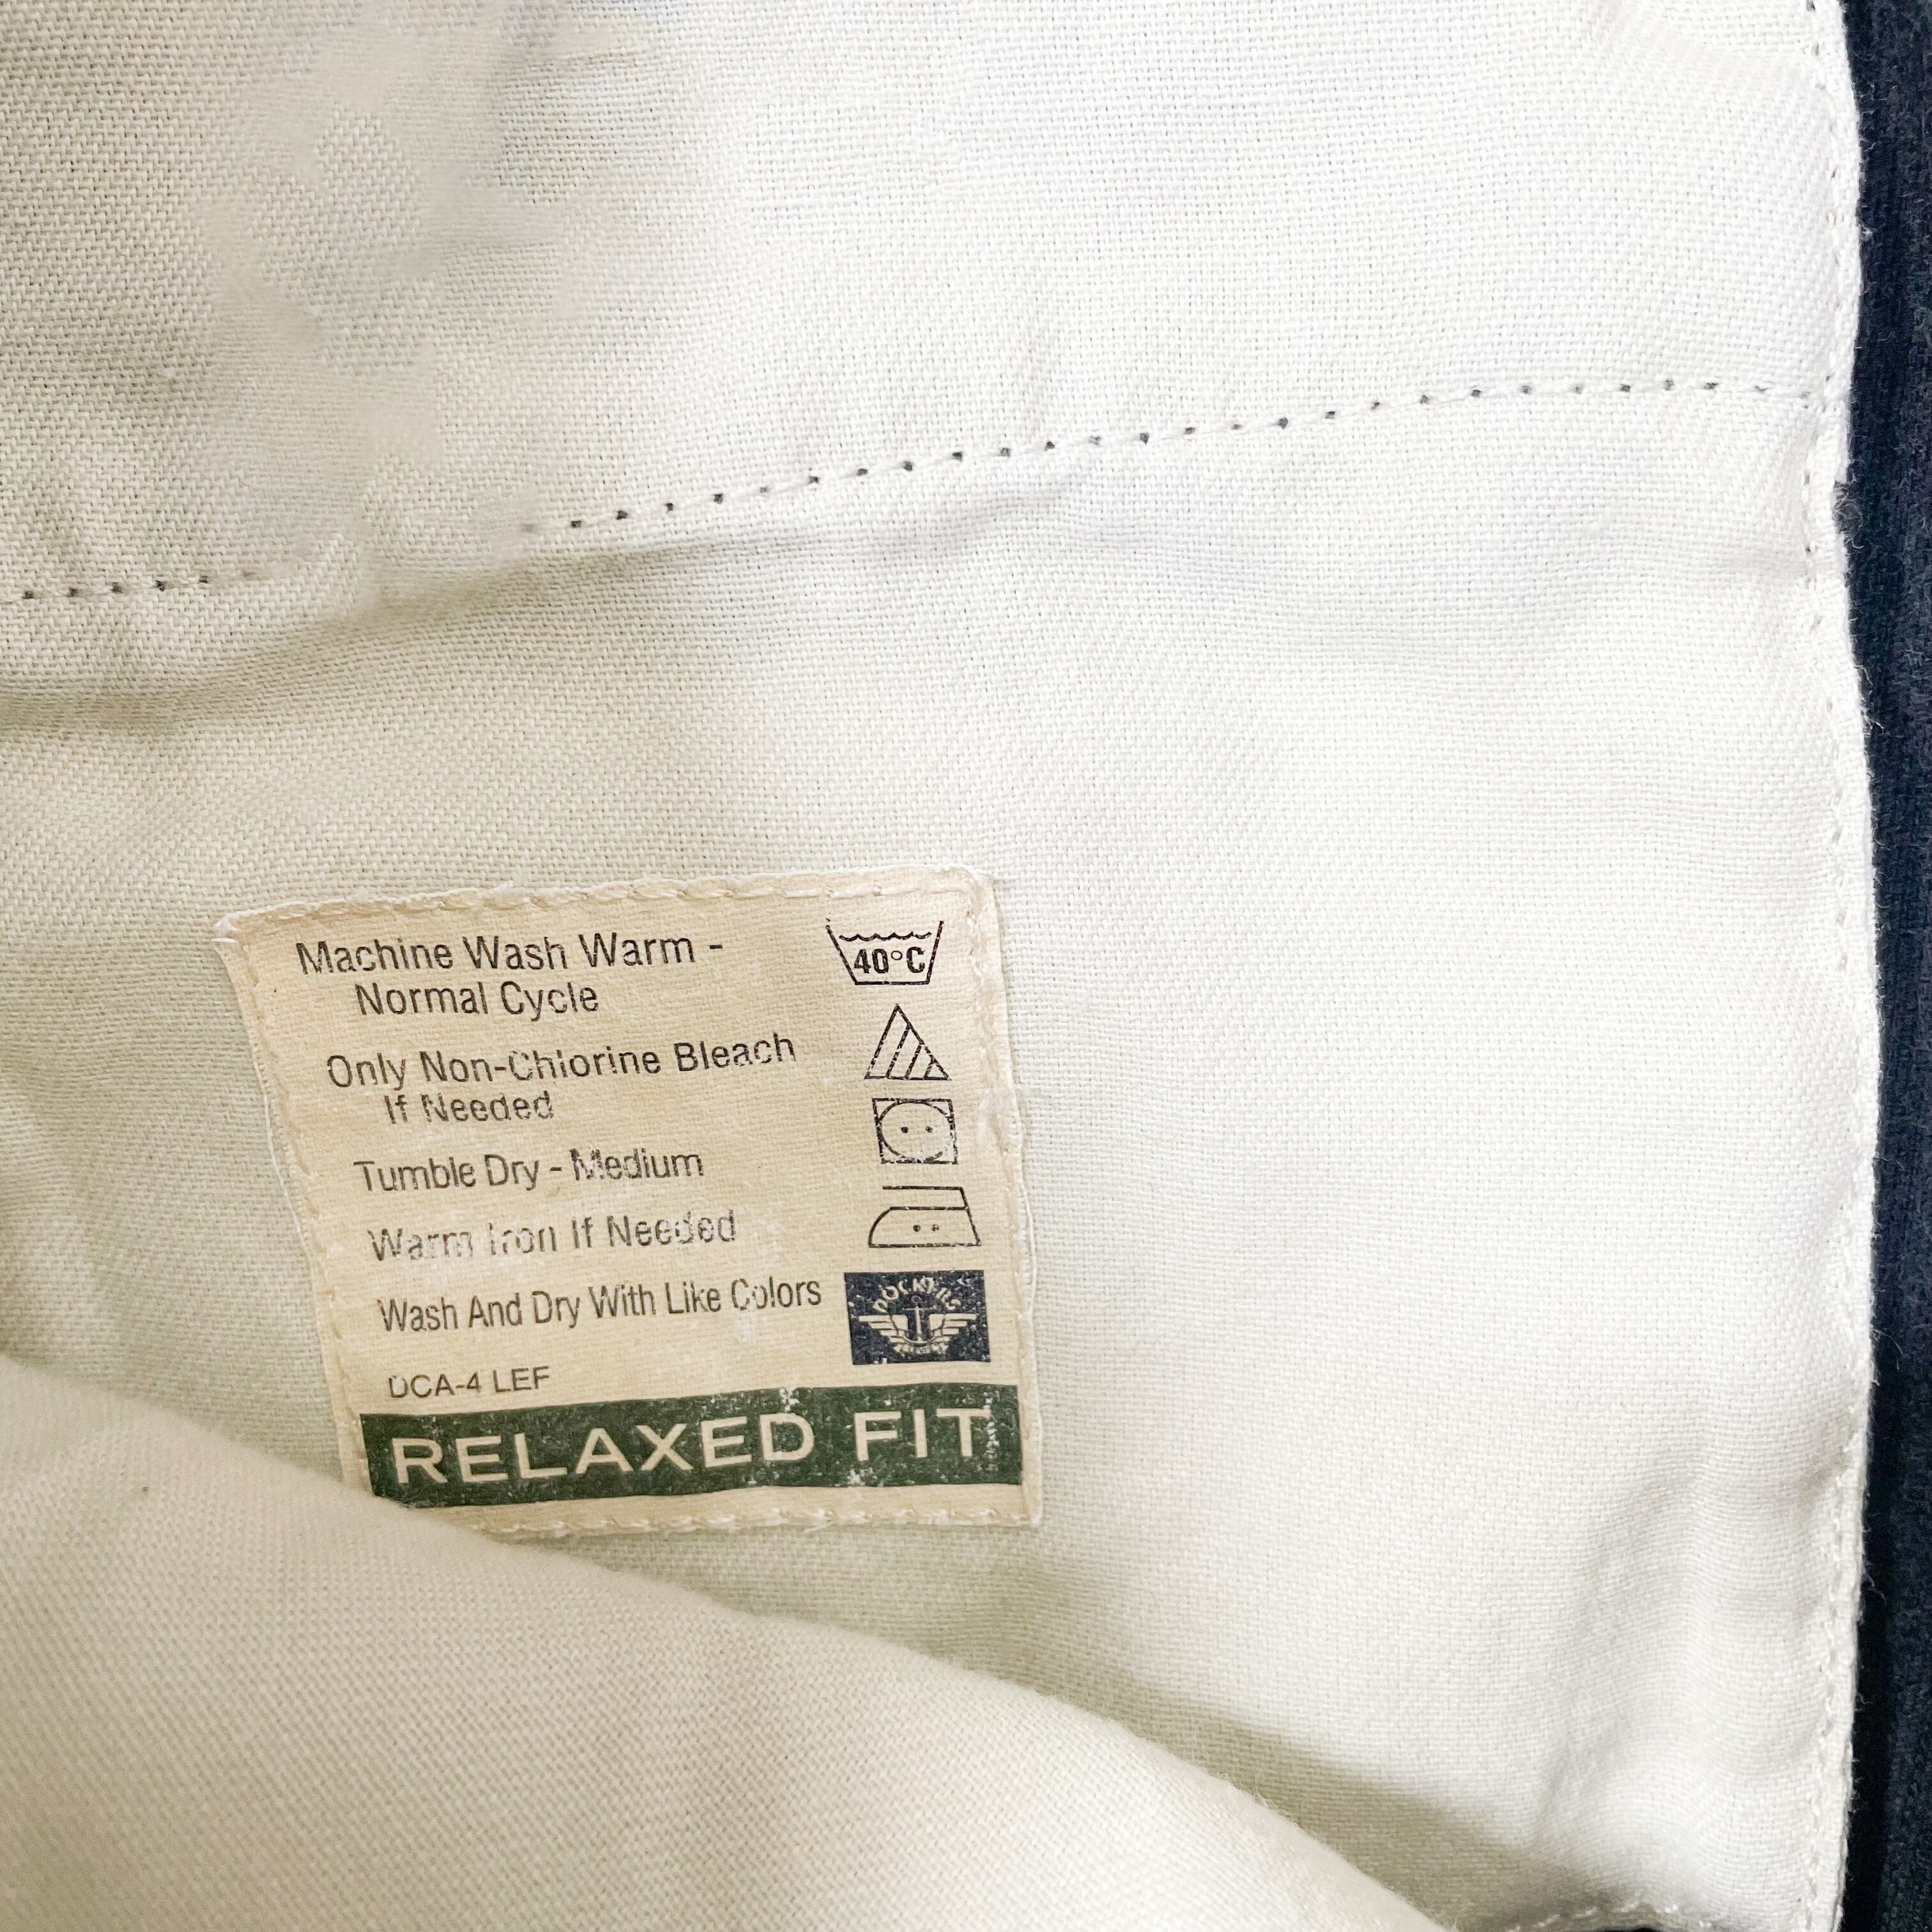 Machine Wash Warm -
Normal Cycle
40°C
Only Non-Chlorine Bleach
If Needed
Tumble Dry - Medium
Warm Iron If Needed
Wash And Dry With Like Colors
DOCKERS
DCA-4 LEF
RELAXED FIT